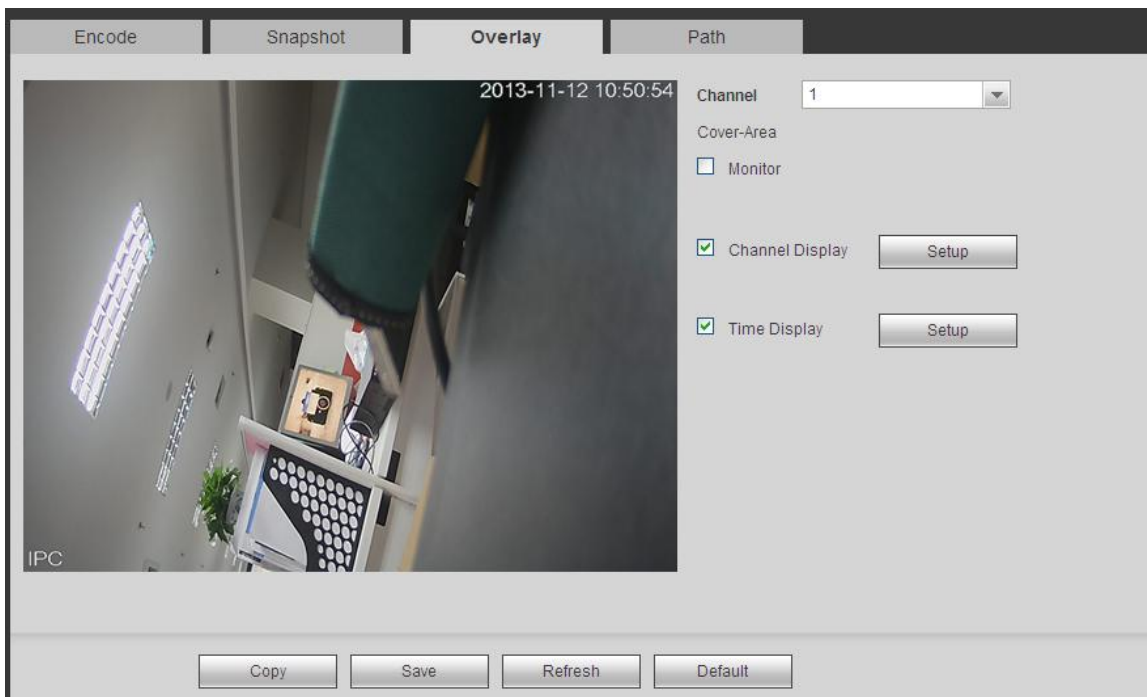 Encode
Snapshot
Overlay
Path
2013-11-12 10:50:54
IPC
Channel
1
Cover-Area
Monitor
Channel Display
Setup
Time Display
Setup
Copy
Save
Refresh
Default